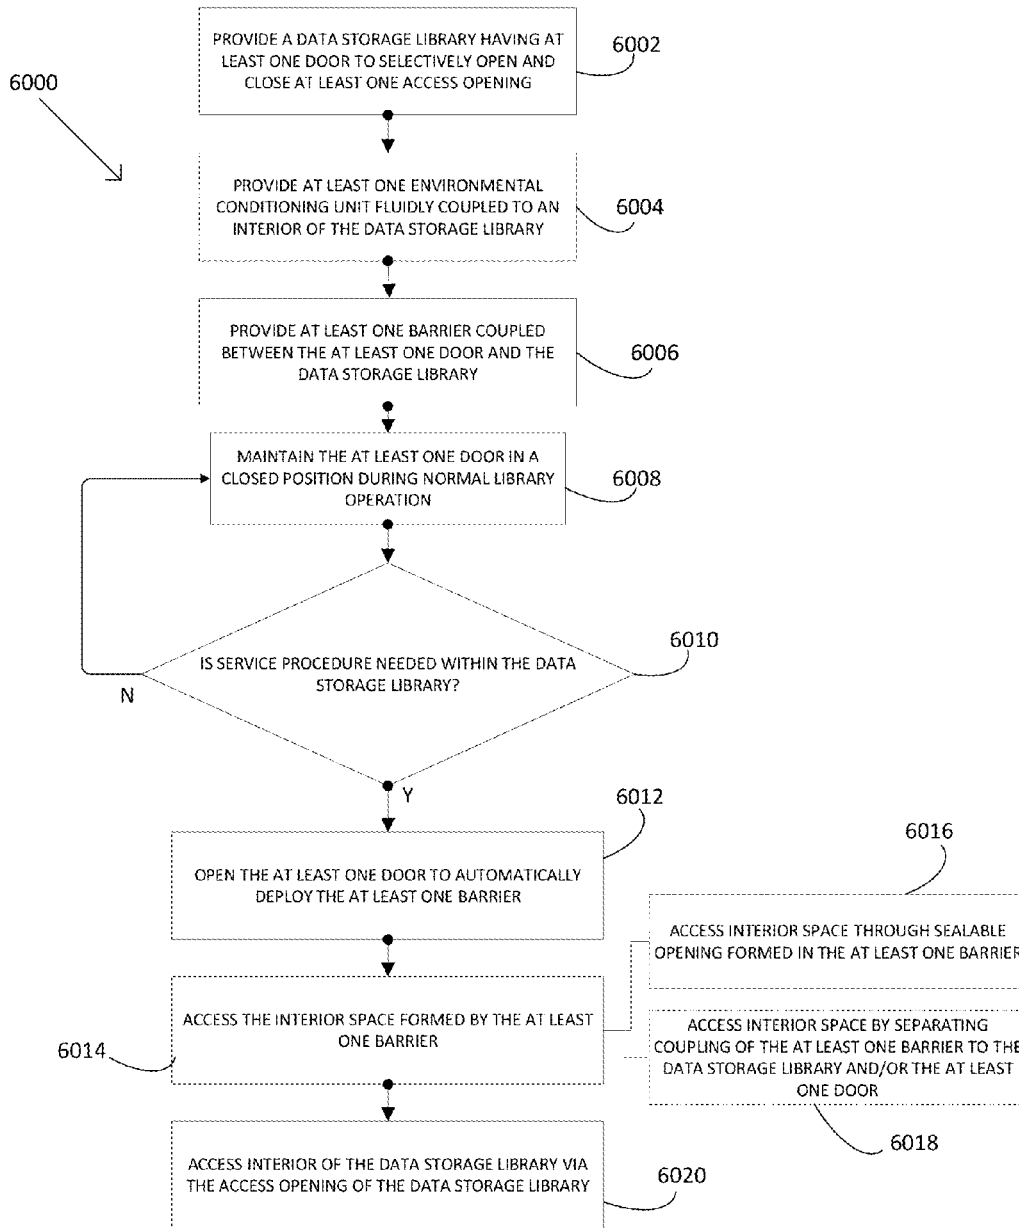 6000
PROVIDE A DATA STORAGE LIBRARY HAVING AT
LEAST ONE DOOR TO SELECTIVELY OPEN AND
CLOSE AT LEAST ONE ACCESS OPENING
6002
PROVIDE AT LEAST ONE ENVIRONMENTAL
CONDITIONING UNIT FLUIDLY COUPLED TO AN
INTERIOR OF THE DATA STORAGE LIBRARY
6004
PROVIDE AT LEAST ONE BARRIER COUPLED
BETWEEN THE AT LEAST ONE DOOR AND THE
DATA STORAGE LIBRARY
6006
MAINTAIN THE AT LEAST ONE DOOR IN A
CLOSED POSITION DURING NORMAL LIBRARY
OPERATION
6008
IS SERVICE PROCEDURE NEEDED WITHIN THE DATA
STORAGE LIBRARY?
6010
N
Y
OPEN THE AT LEAST ONE DOOR TO AUTOMATICALLY
DEPLOY THE AT LEAST ONE BARRIER
6012
ACCESS THE INTERIOR SPACE FORMED BY THE AT LEAST
ONE BARRIER
6014
6016
ACCESS INTERIOR SPACE THROUGH SEALABLE
OPENING FORMED IN THE AT LEAST ONE BARRIER
ACCESS INTERIOR SPACE BY SEPARATING
COUPLING OF THE AT LEAST ONE BARRIER TO THE
DATA STORAGE LIBRARY AND/OR THE AT LEAST
ONE DOOR
6018
ACCESS INTERIOR OF THE DATA STORAGE LIBRARY VIA
THE ACCESS OPENING OF THE DATA STORAGE LIBRARY
6020